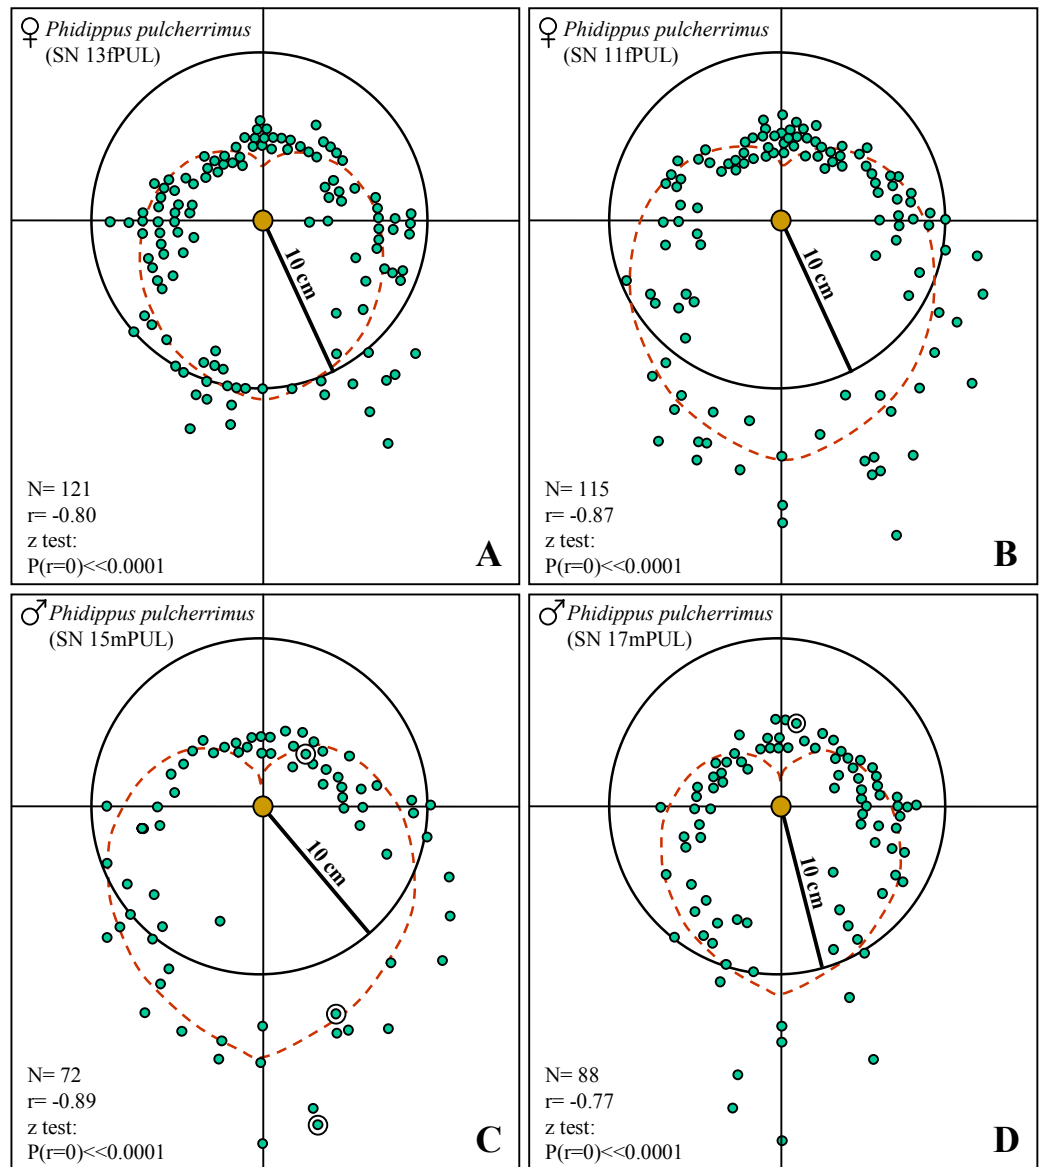 ♀ Phidippus pulcherrimus
(SN 13fPUL)
10 cm
N= 121
r= -0.80
z test:
P(r=0)<<0.0001
A
♀ Phidippus pulcherrimus
(SN 11fPUL)
10 cm
N= 115
r= -0.87
z test:
P(r=0)<<0.0001
B
♂ Phidippus pulcherrimus
(SN 15mPUL)
10 cm
N= 72
r= -0.89
z test:
P(r=0)<<0.0001
C
♂ Phidippus pulcherrimus
(SN 17mPUL)
10 cm
N= 88
r= -0.77
z test:
P(r=0)<<0.0001
D